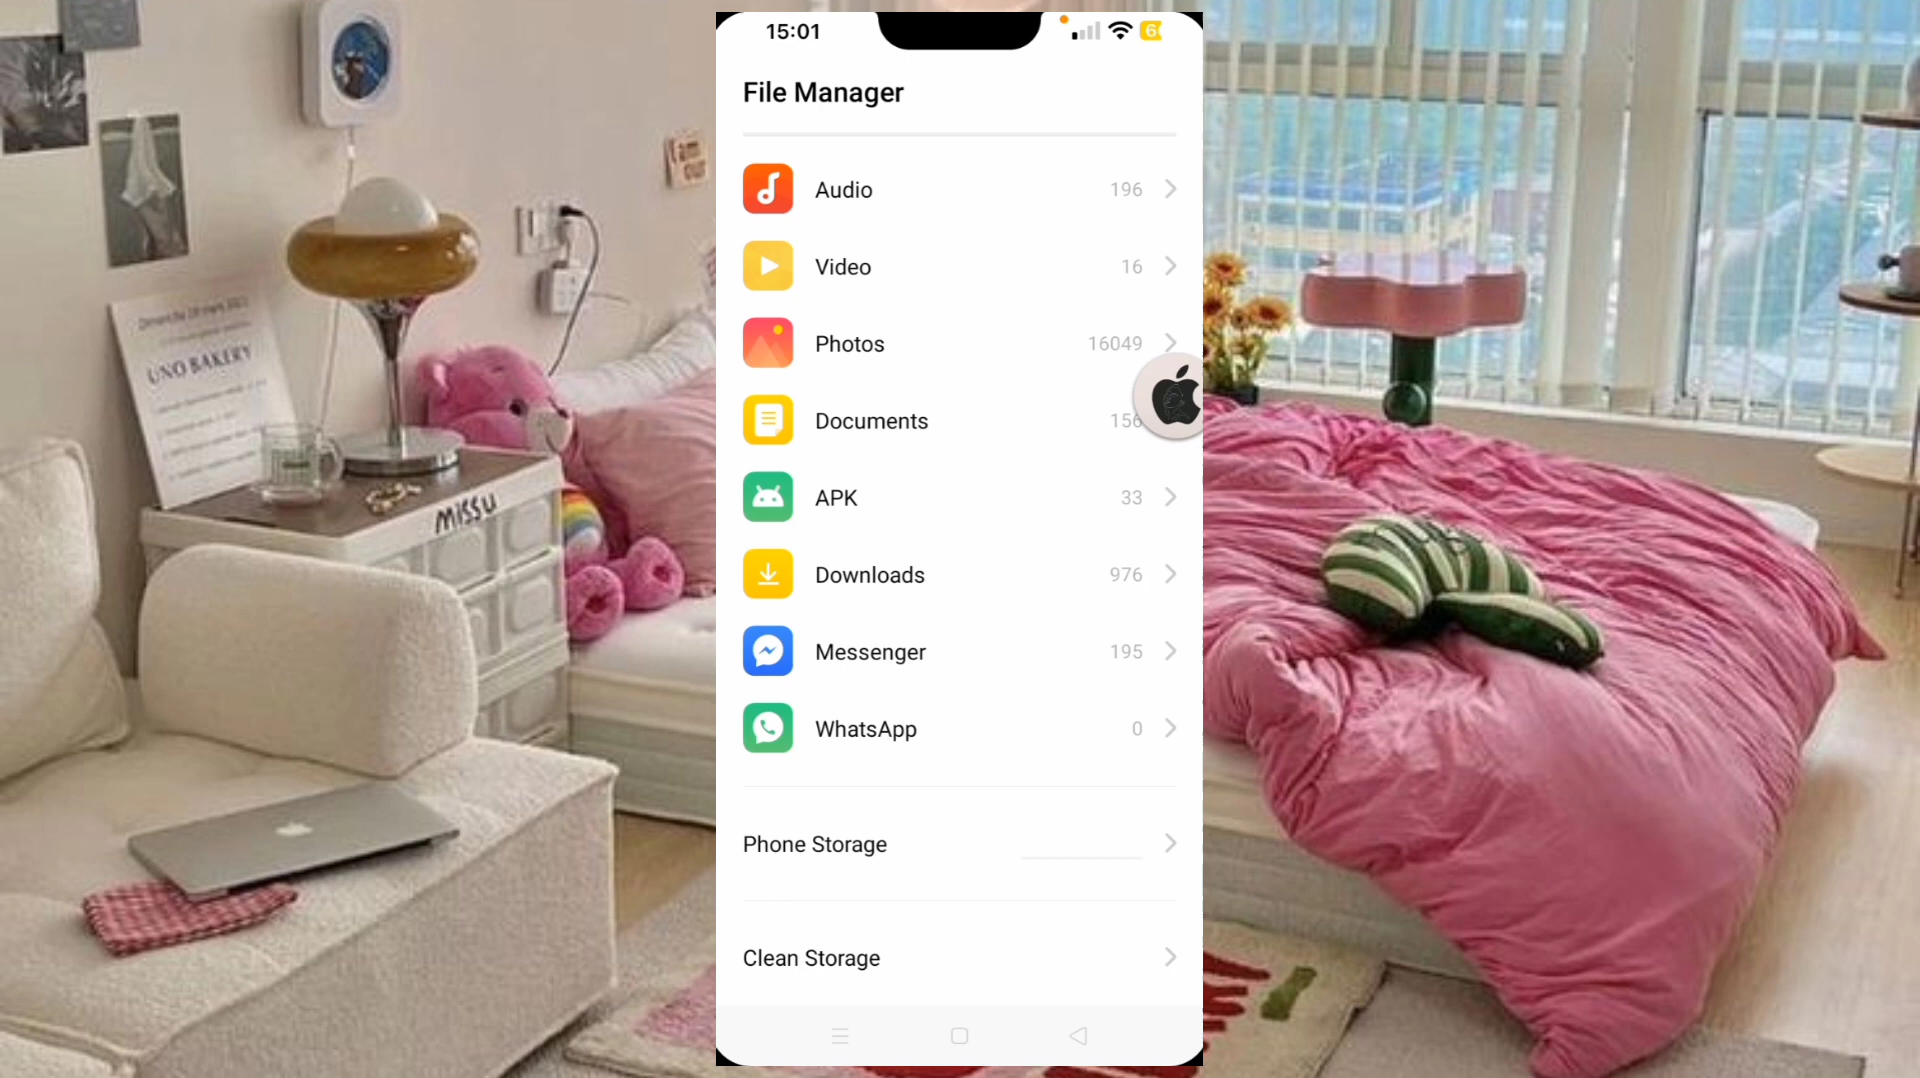 15:01
File Manager
Audio 196
Video 16
Photos 16049
Documents 156
APK 33
Downloads 976
Messenger 195
WhatsApp 0
Phone Storage
Clean Storage
UNO BAKERY
missu